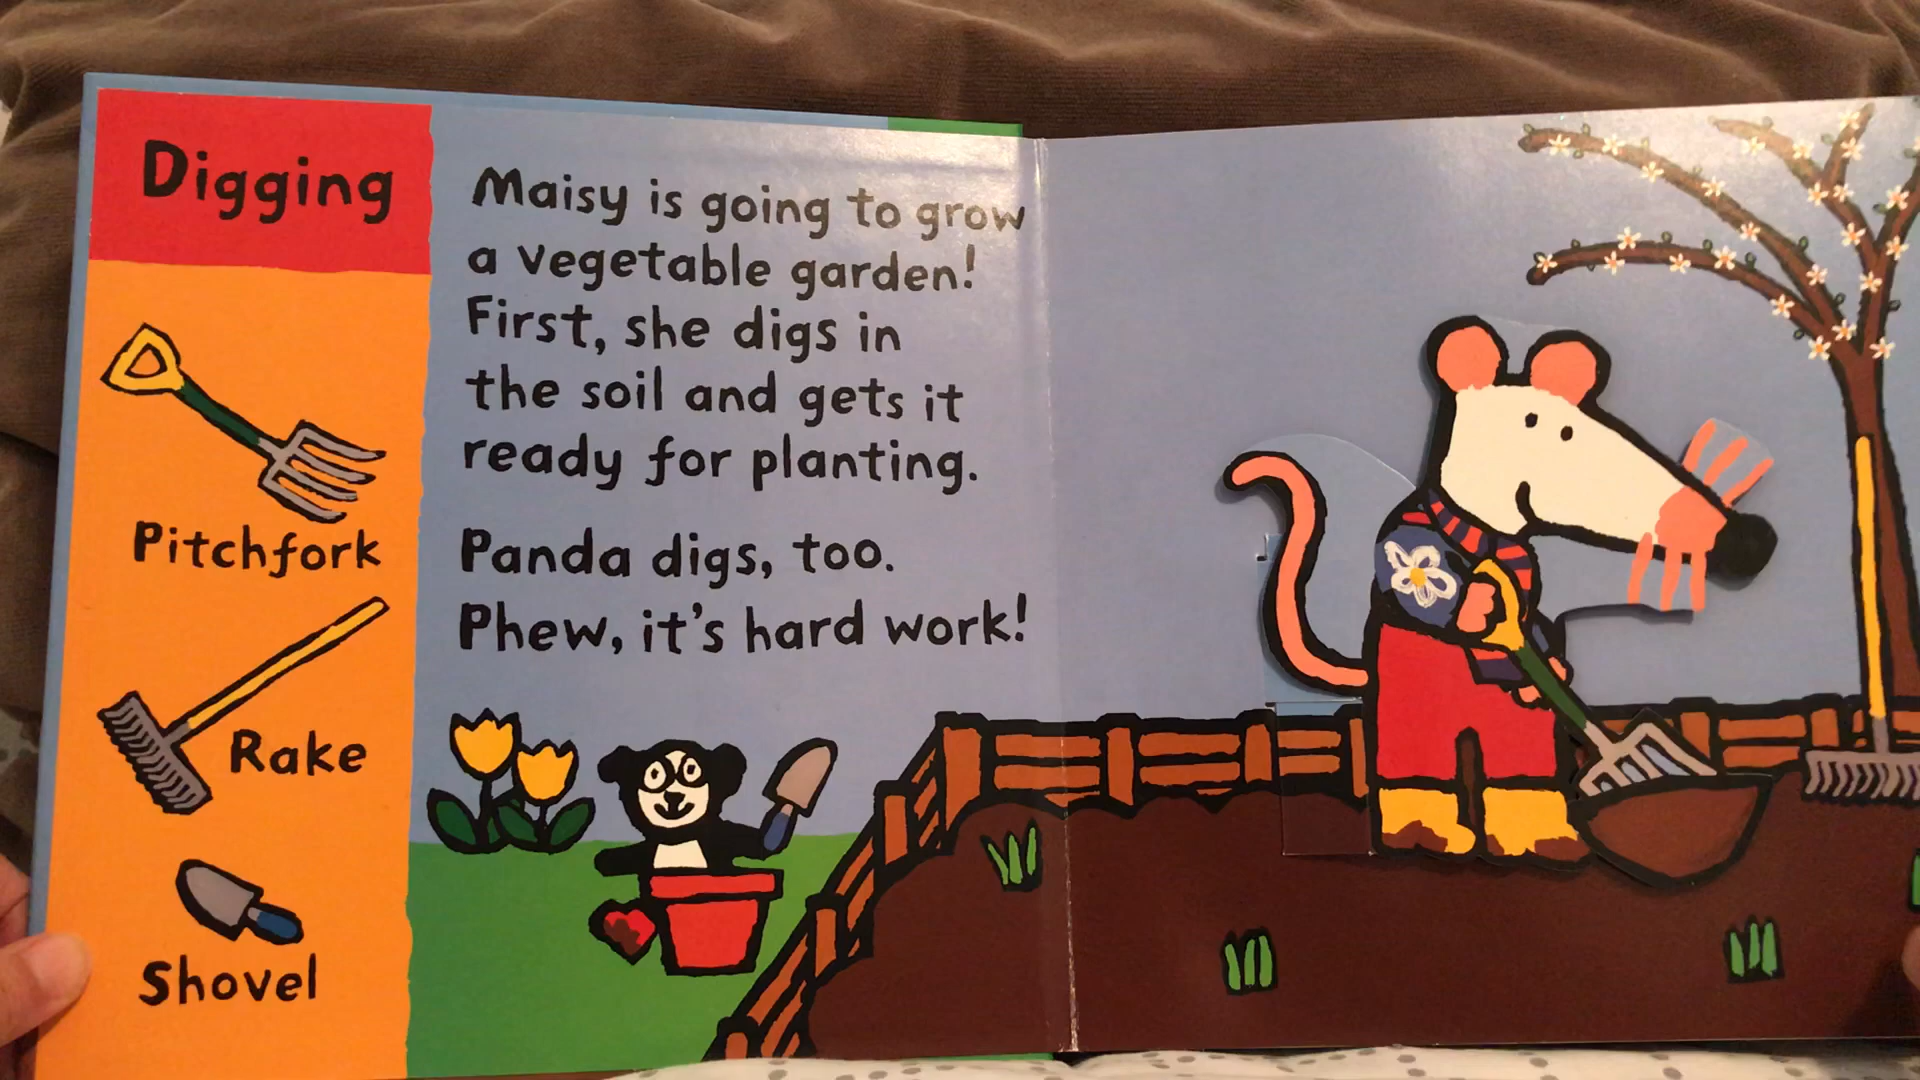 Digging
Pitchfork
Rake
Shovel
Maisy is going to grow
a vegetable garden!
First, she digs in
the soil and gets it
ready for planting.
Panda digs, too.
Phew, it's hard work!